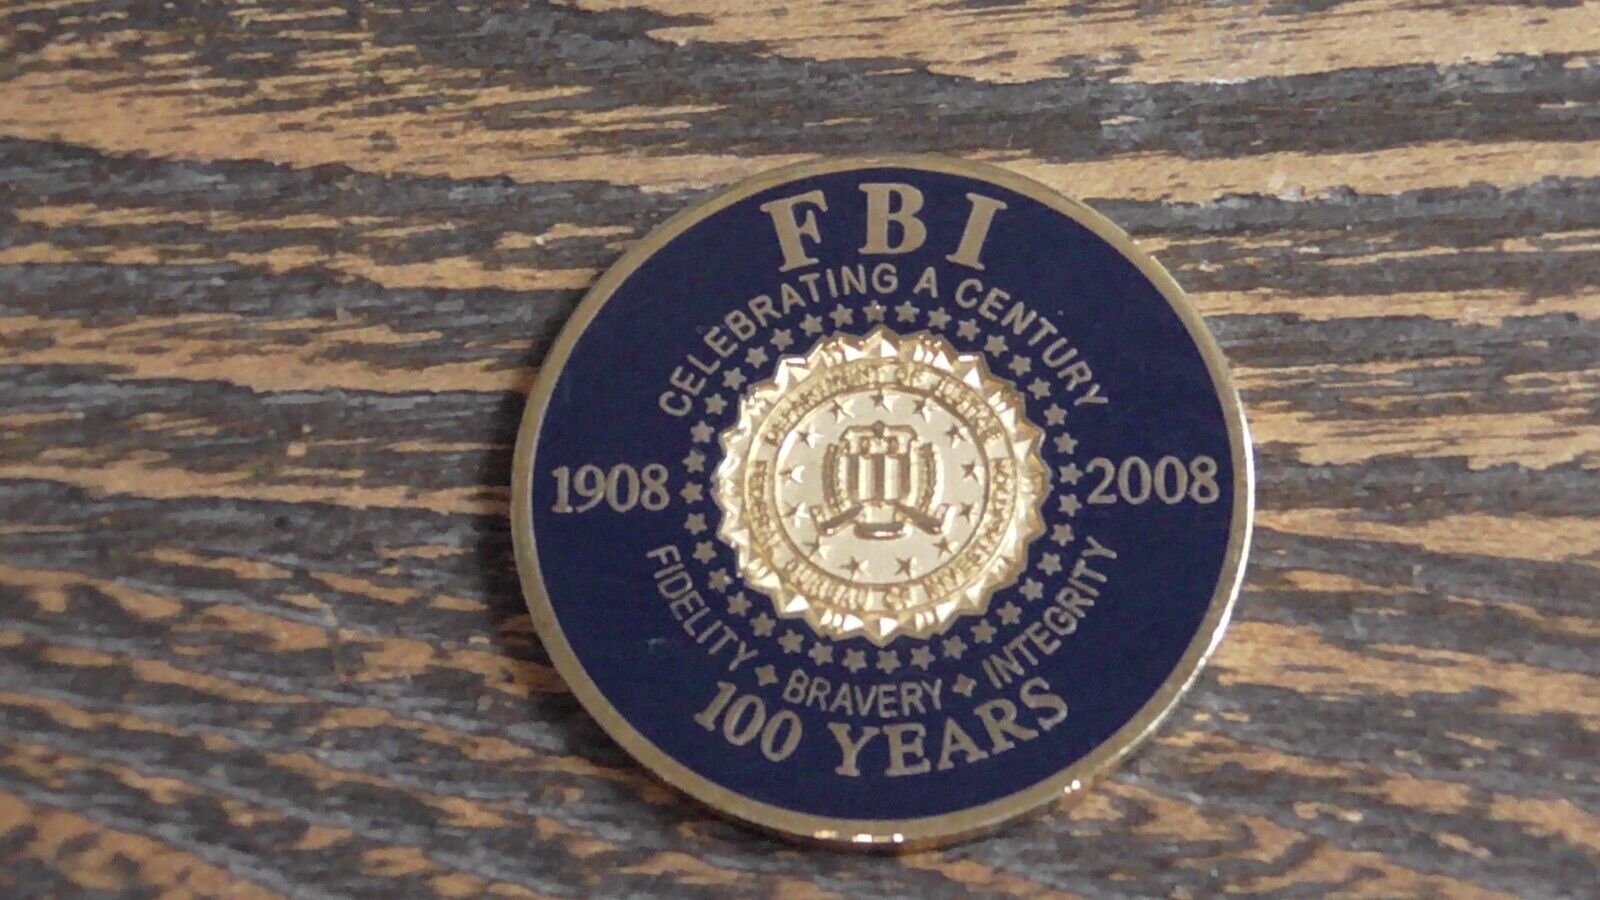 FBI
CELEBRATING A CENTURY
1908
2008
DEPARTMENT OF JUSTICE
FEDERAL BUREAU OF INVESTIGATION
FIDELITY BRAVERY INTEGRITY
100 YEARS